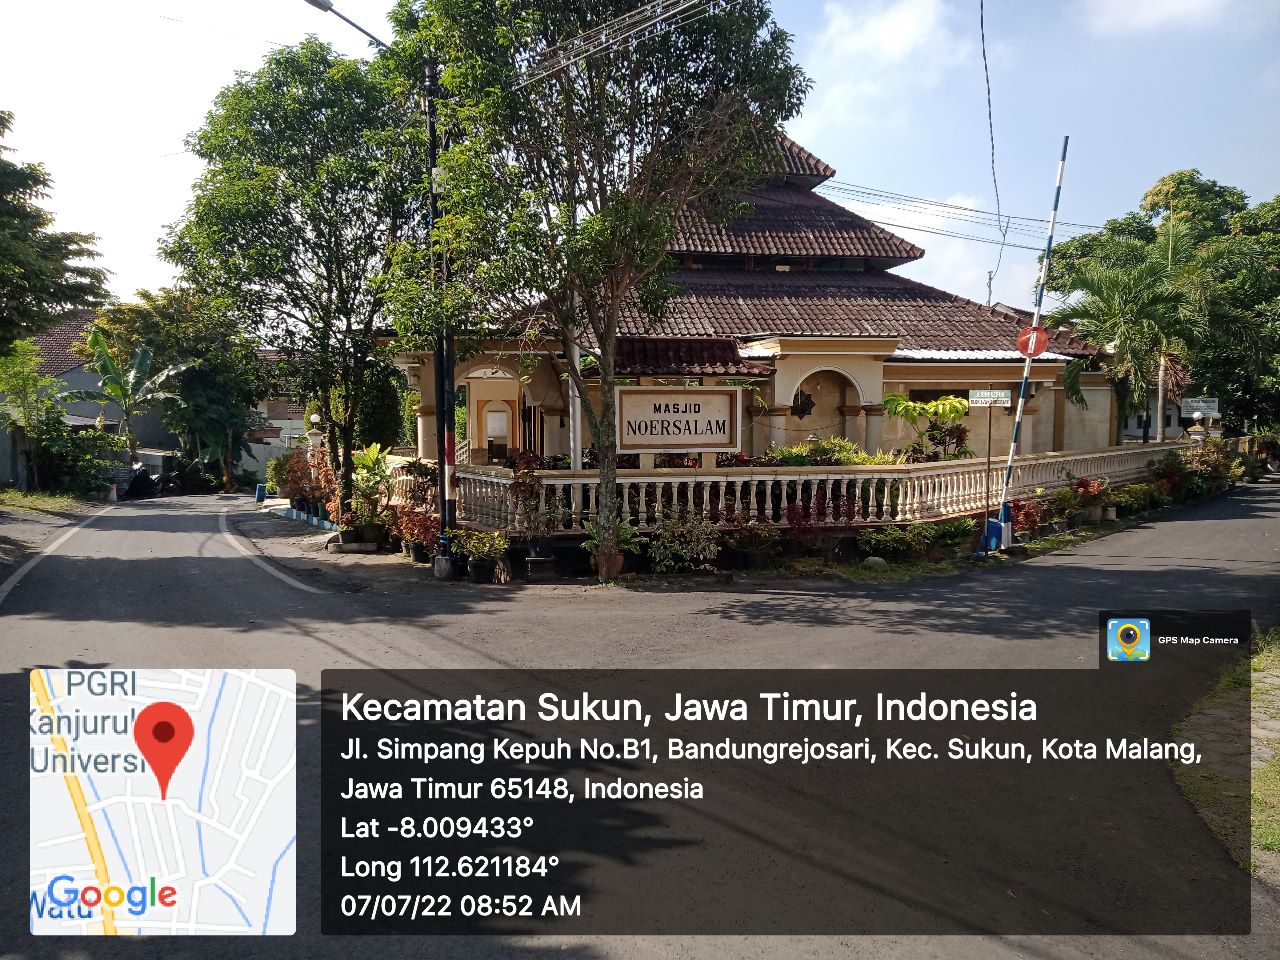 MASJID
NOERSALAM
GPS Map Camera
PGRI
Kanjuru
Universi
Watu
Google
Kecamatan Sukun, Jawa Timur, Indonesia
Jl. Simpang Kepuh No.B1, Bandungrejosari, Kec. Sukun, Kota Malang,
Jawa Timur 65148, Indonesia
Lat -8.009433°
Long 112.621184°
07/07/22 08:52 AM